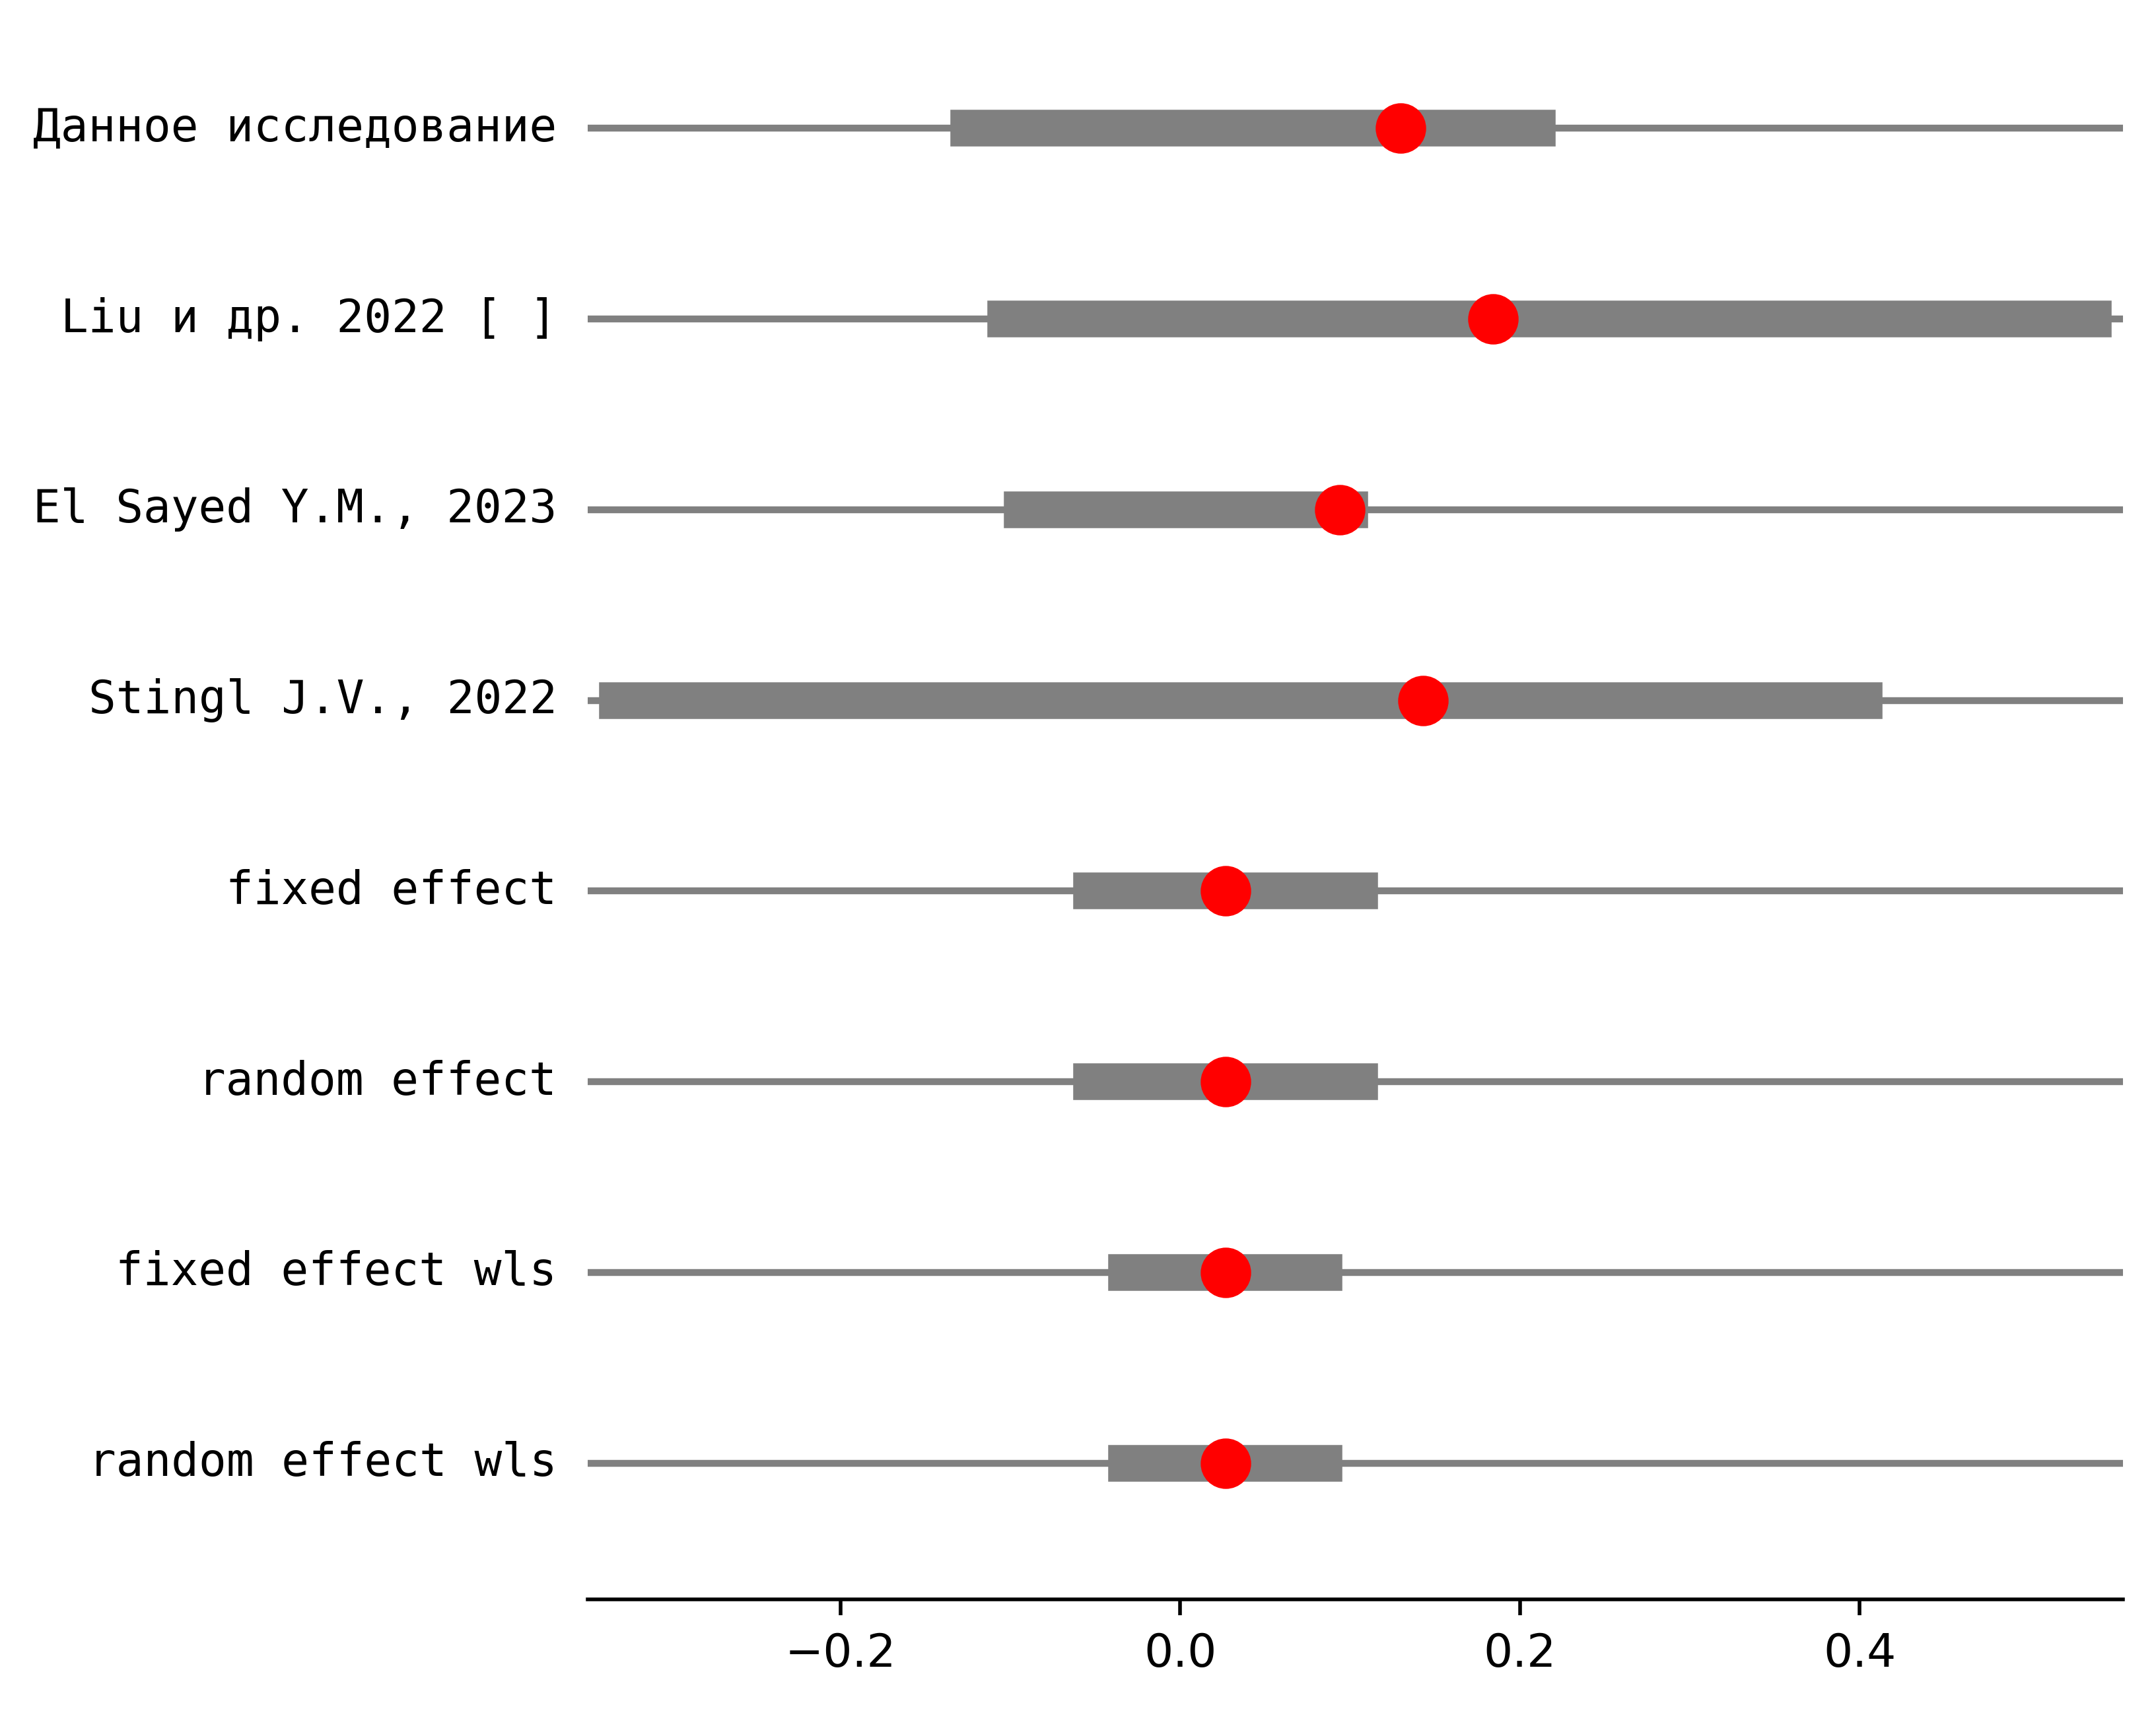 Данное исследование
Liu и др. 2022 [ ]
El Sayed Y.M., 2023
Stingl J.V., 2022
fixed effect
random effect
fixed effect wls
random effect wls
−0.2 0.0 0.2 0.4